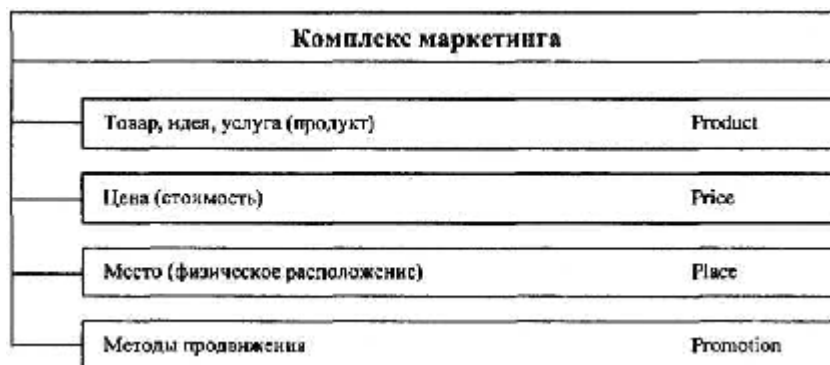 Комплекс маркетинга
Товар, идея, услуга (продукт) Product
Цена (стоимость) Price
Место (физическое расположение) Place
Методы продвижения Promotion